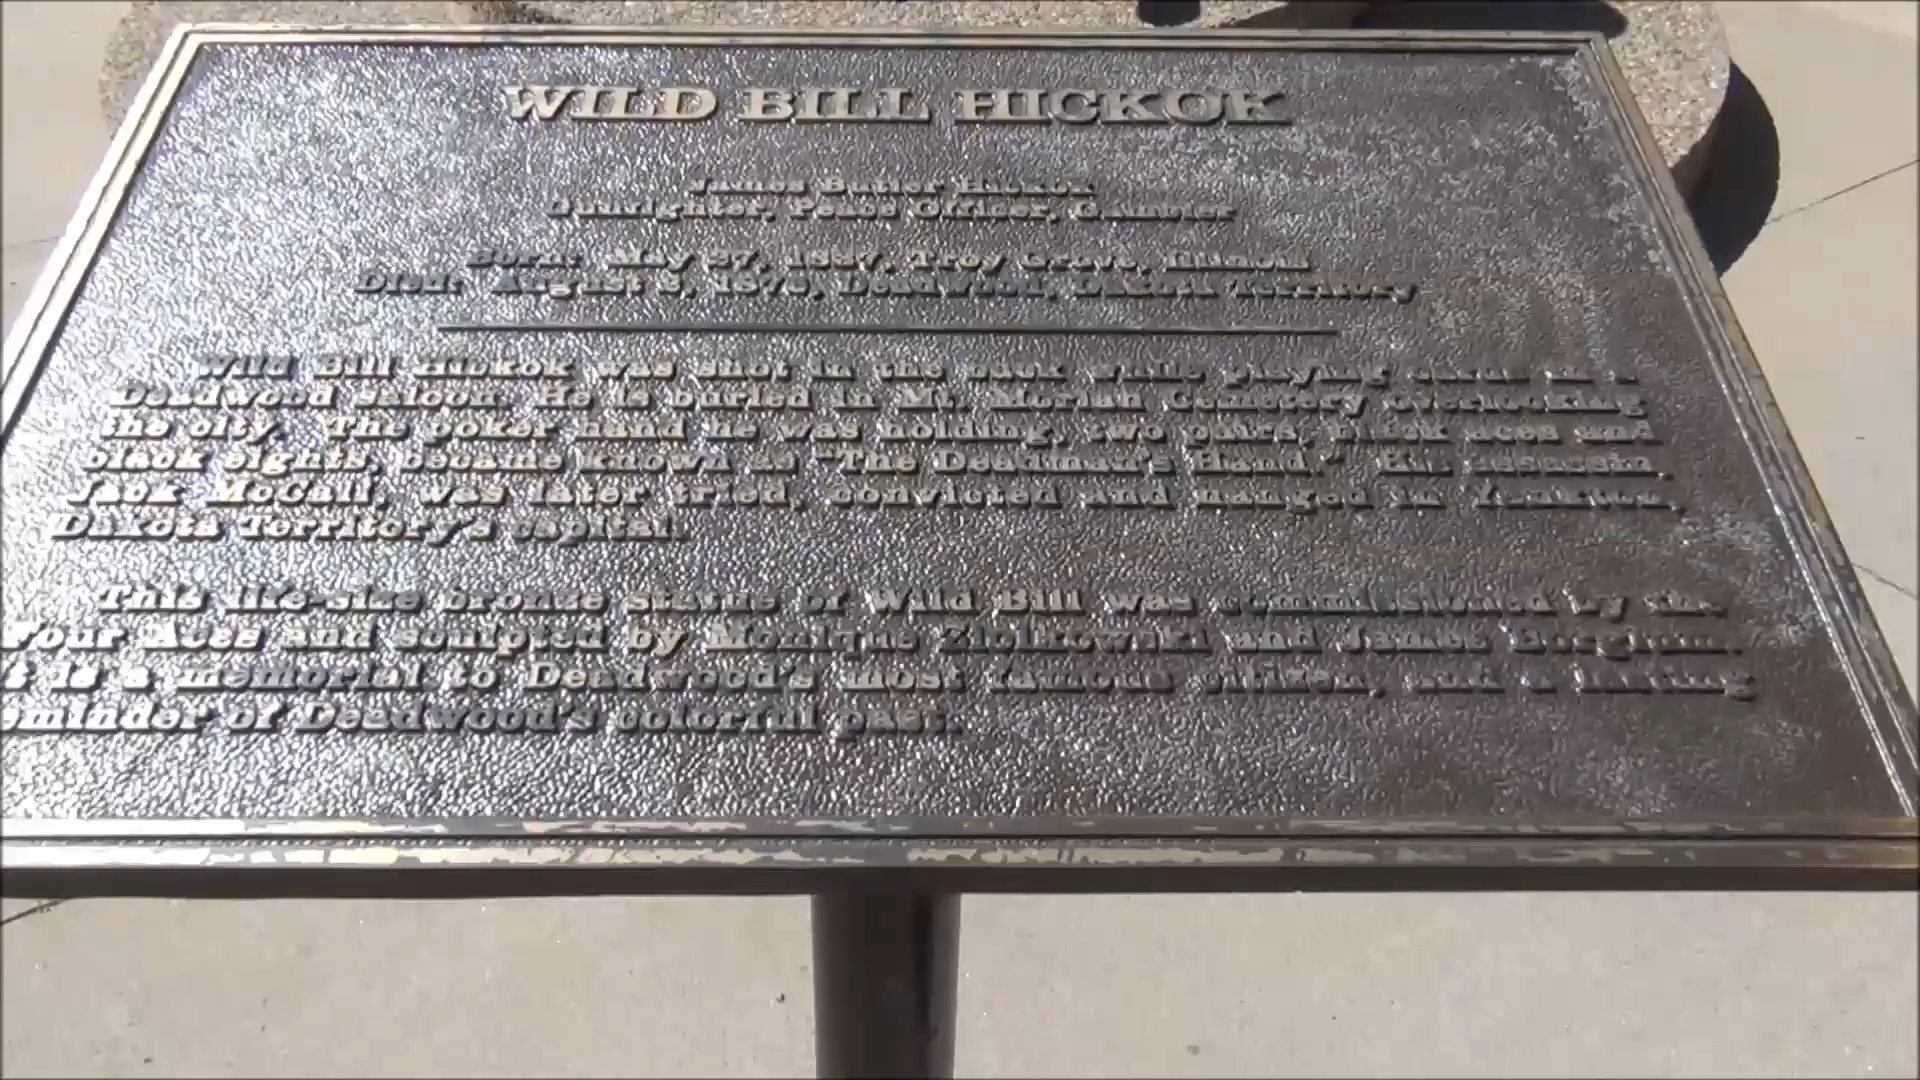 WILD BILL HICKOK
James Butler Hickok
Gunfighter, Peace Officer, Gambler
Born: May 27, 1837, Troy Grove, Illinois
Died: August 2, 1876, Deadwood, Dakota Territory
Wild Bill Hickok was shot in the back while playing cards in a
Deadwood saloon. He is buried in Mt. Moriah Cemetery overlooking
the city. The poker hand he was holding, two pairs, black aces and
black eights, became known as "The Deadman's Hand." His assassin,
Jack McCall, was later tried, convicted and hanged in Yankton,
Dakota Territory's capital.
This life-size bronze statue of Wild Bill was commissioned by the
Four Aces and sculpted by Monique Ziolkowski and James Borglum.
t is a memorial to Deadwood's most famous citizen, and a lasting
eminder of Deadwood's colorful past.